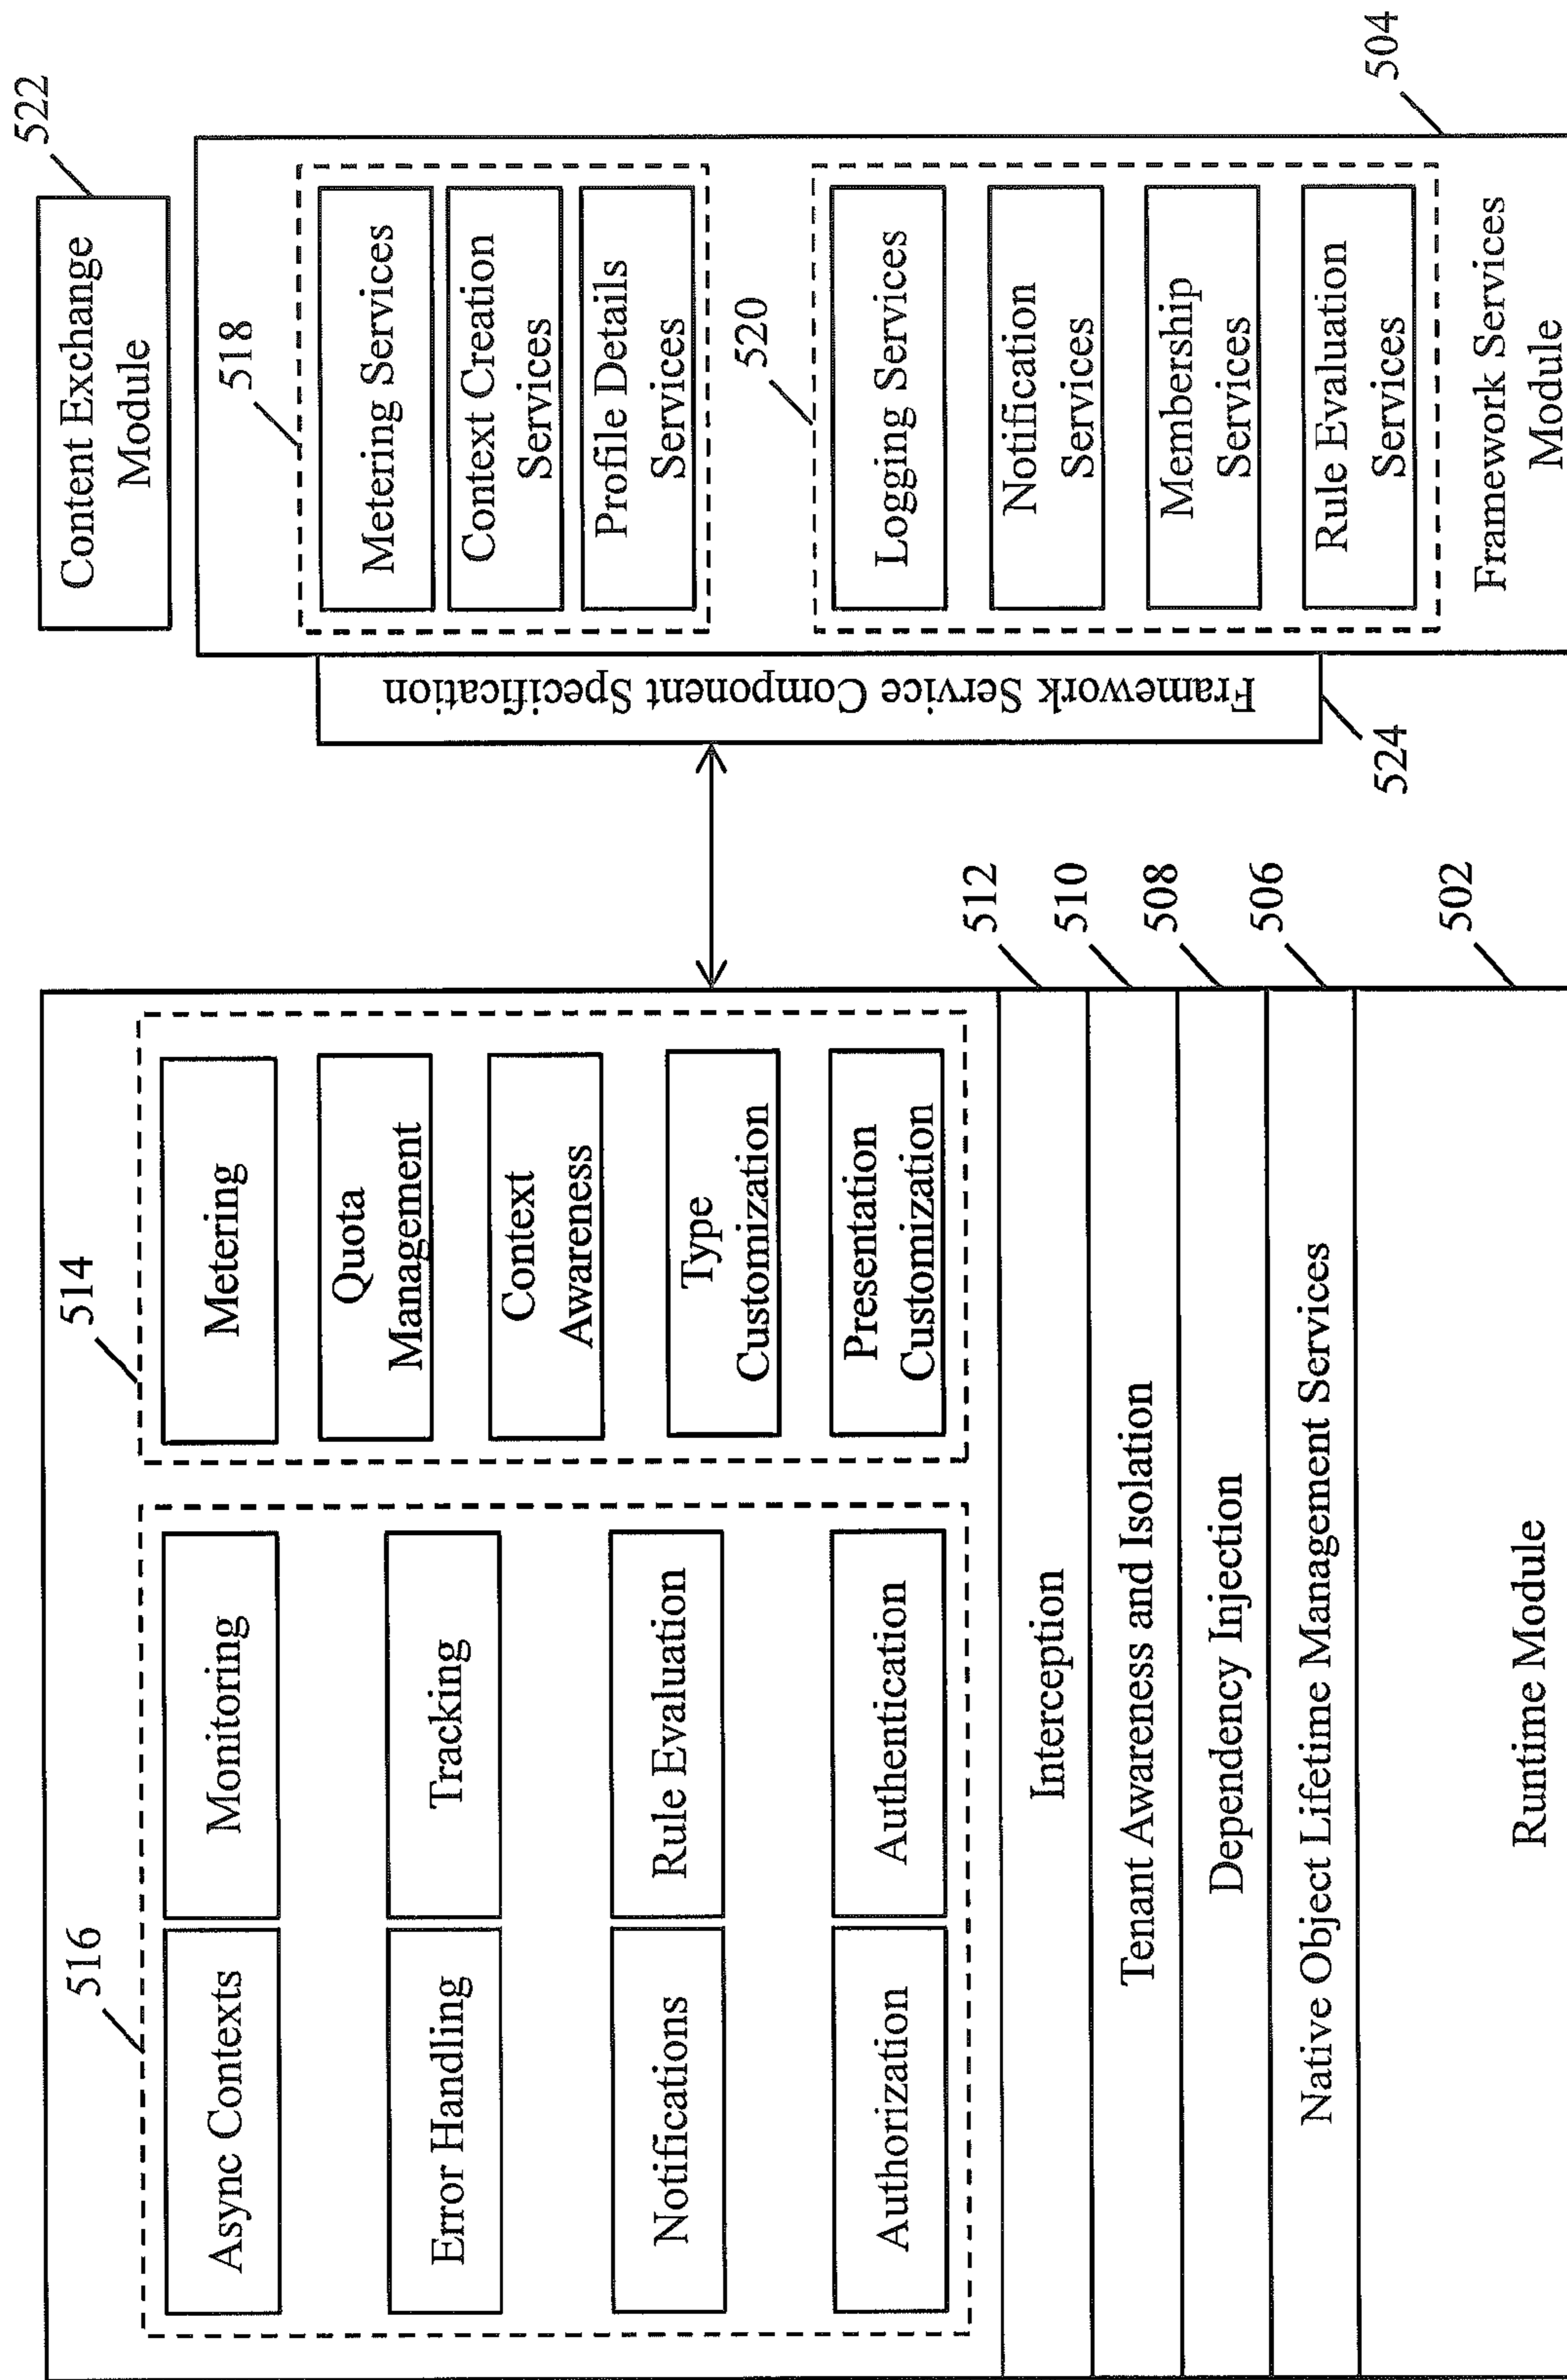 516
Async Contexts
Monitoring
Error Handling
Tracking
Notifications
Rule Evaluation
Authorization
Authentication
514
Metering
Quota
Management
Context
Awareness
Type
Customization
Presentation
Customization
Interception
512
Tenant Awareness and Isolation
510
Dependency Injection
508
Native Object Lifetime Management Services
506
Runtime Module
502
Content Exchange
Module
522
518
Metering Services
Context Creation
Services
Profile Details
Services
520
Logging Services
Notification
Services
Membership
Services
Rule Evaluation
Services
Framework Services
Module
504
Framework Service Component Specification
524